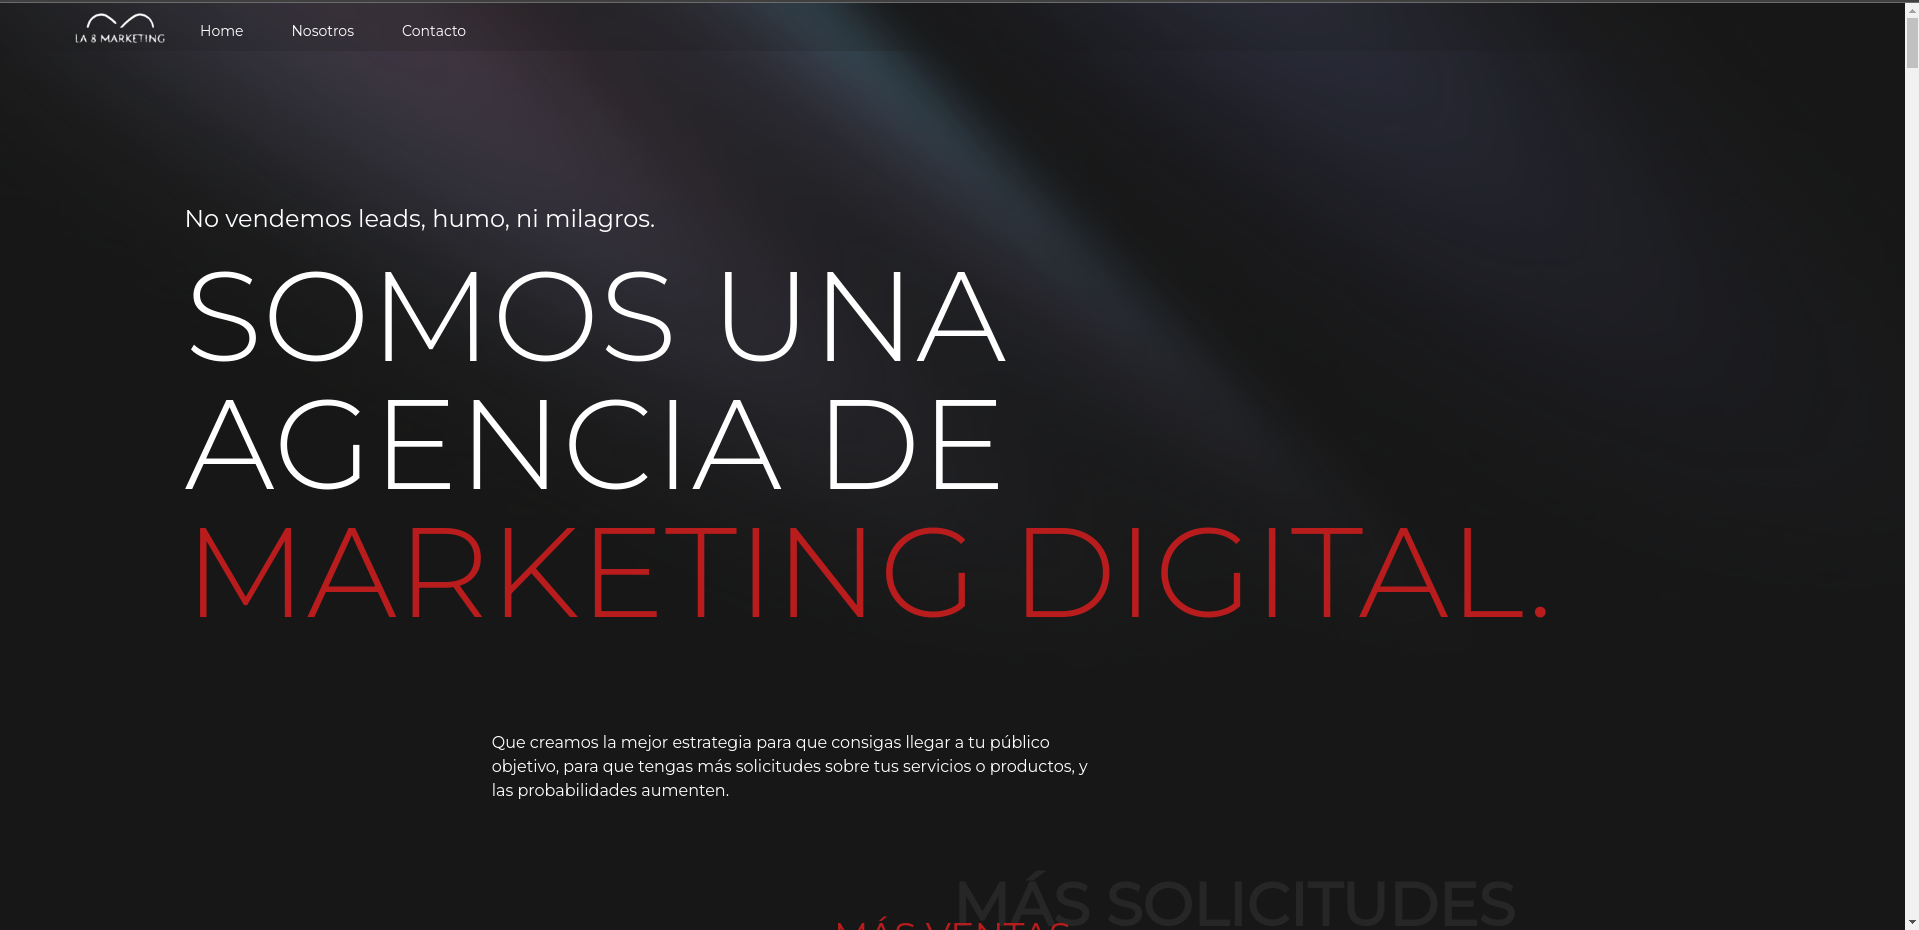 LA 8 MARKETING
Home
Nosotros
Contacto
No vendemos leads, humo, ni milagros.
SOMOS UNA
AGENCIA DE
MARKETING DIGITAL.
Que creamos la mejor estrategia para que consigas llegar a tu público
objetivo, para que tengas más solicitudes sobre tus servicios o productos, y
las probabilidades aumenten.
MÁS SOLICITUDES
MÁS VENTAS